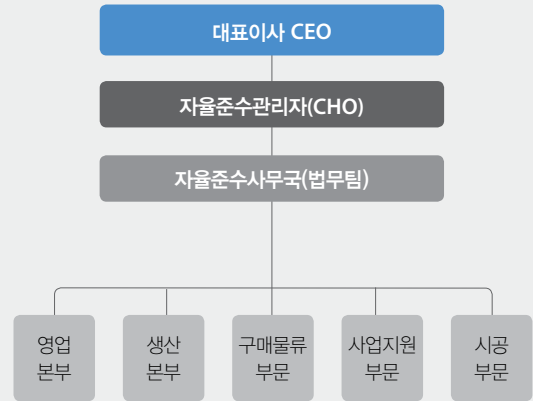 대표이사 CEO
자율준수관리자(CHO)
자율준수사무국(법무팀)
영업
본부
생산
본부
구매물류
부문
사업지원
부문
시공
부문